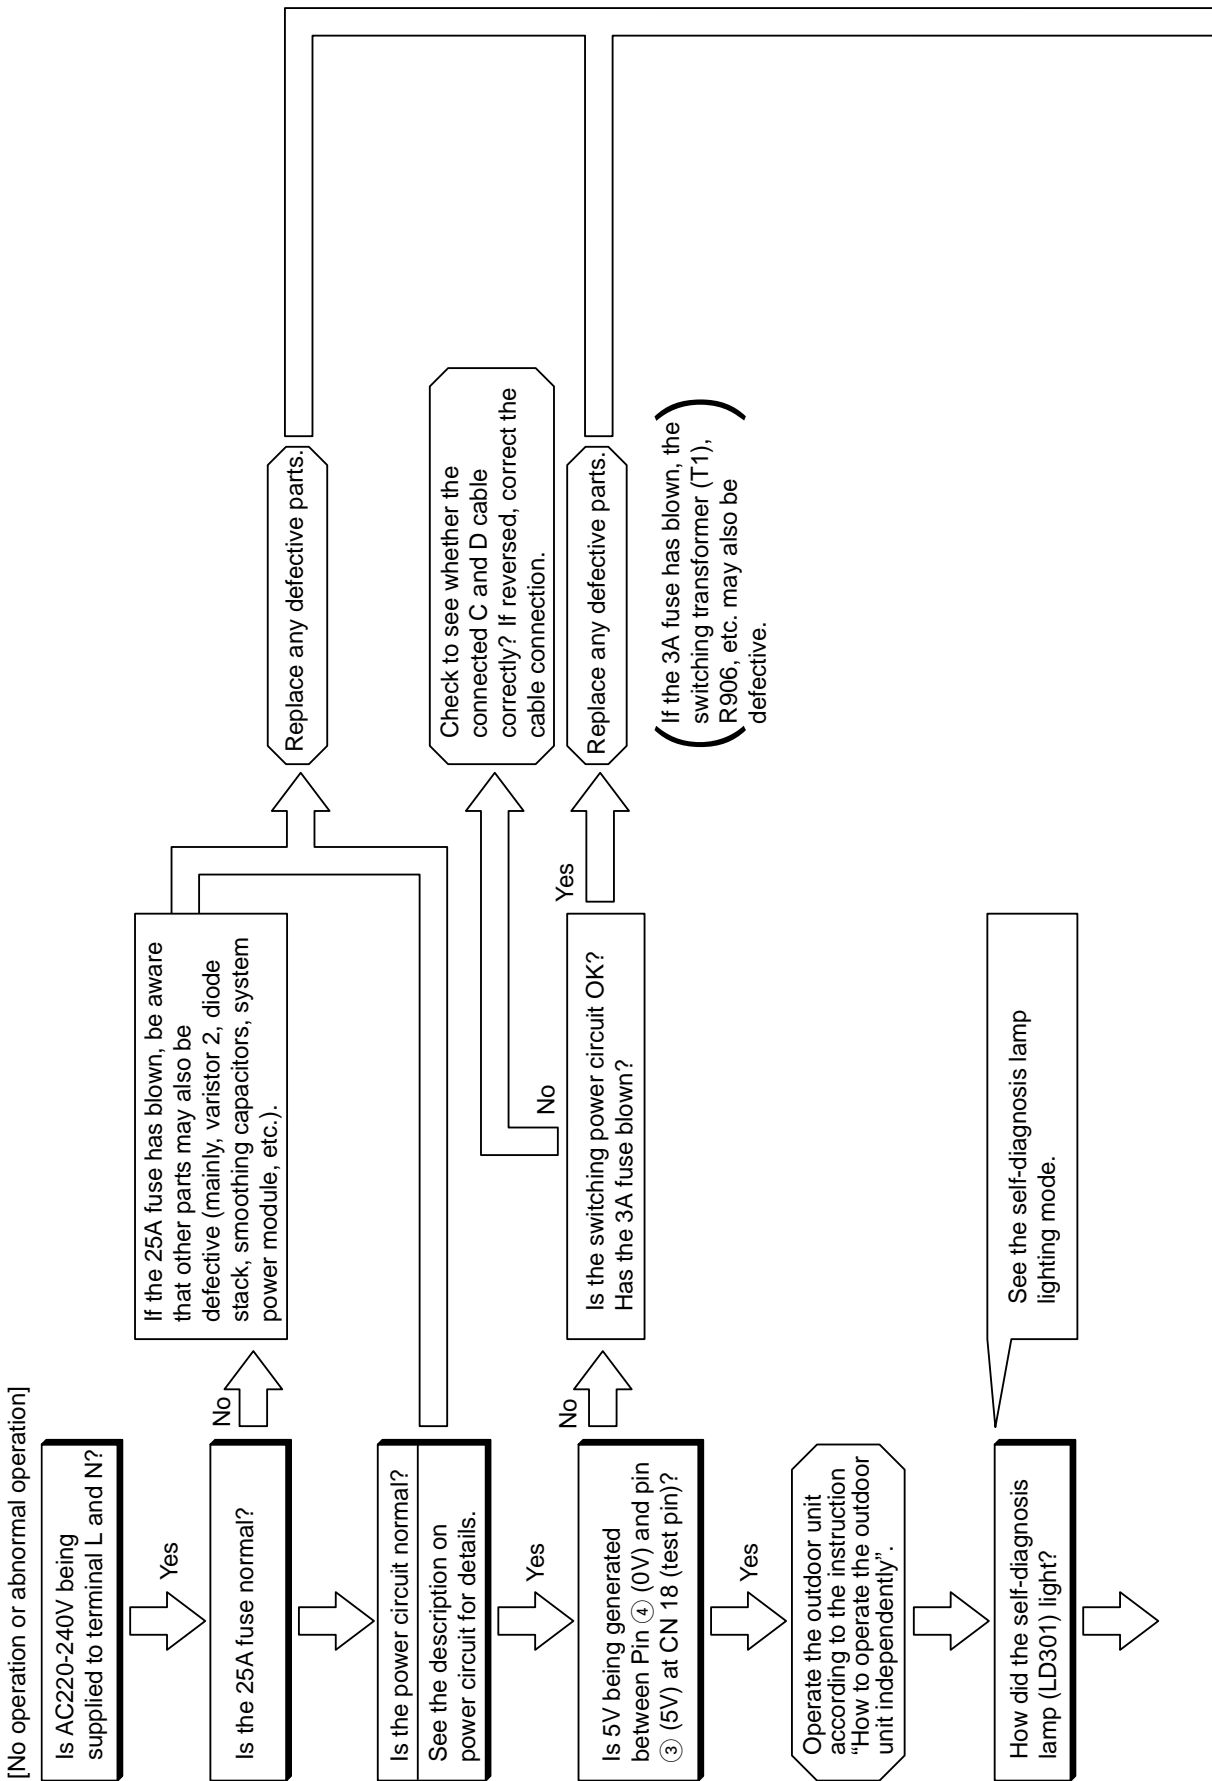 [No operation or abnormal operation]
Is AC220-240V being
supplied to terminal L and N?
Yes
Is the 25A fuse normal?
No
If the 25A fuse has blown, be aware
that other parts may also be
defective (mainly, varistor 2, diode
stack, smoothing capacitors, system
power module, etc.).
Replace any defective parts.
Is the power circuit normal?
See the description on
power circuit for details.
Yes
Is 5V being generated
between Pin ④ (0V) and pin
③ (5V) at CN 18 (test pin)?
No
Is the switching power circuit OK?
Has the 3A fuse blown?
No
Check to see whether the
connected C and D cable
correctly? If reversed, correct the
cable connection.
Yes
Replace any defective parts.
If the 3A fuse has blown, the
switching transformer (T1),
R906, etc. may also be
defective.
Yes
Operate the outdoor unit
according to the instruction
“How to operate the outdoor
unit independently”.
How did the self-diagnosis
lamp (LD301) light?
See the self-diagnosis lamp
lighting mode.